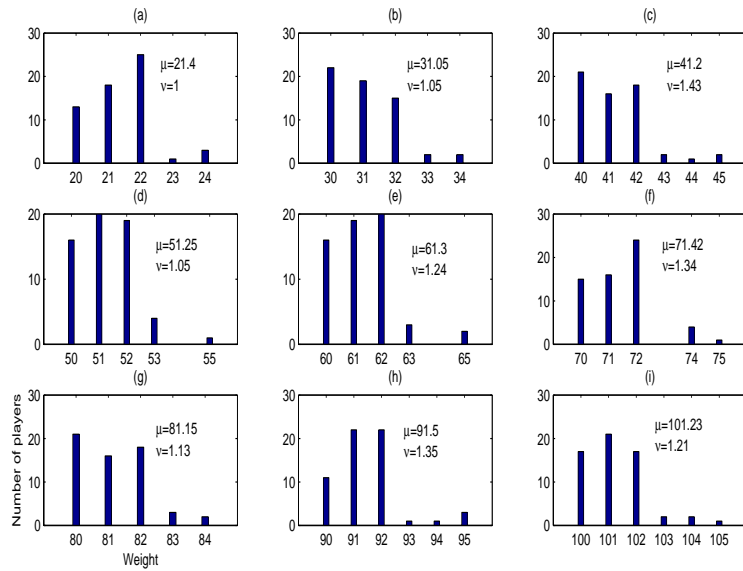 (a)
30
20
10
0
μ=21.4
ν=1
20 21 22 23 24
(b)
30
20
10
0
μ=31.05
ν=1.05
30 31 32 33 34
(c)
30
20
10
0
μ=41.2
ν=1.43
40 41 42 43 44 45
(d)
20
10
0
μ=51.25
ν=1.05
50 51 52 53 55
(e)
20
10
0
μ=61.3
ν=1.24
60 61 62 63 65
(f)
30
20
10
0
μ=71.42
ν=1.34
70 71 72 74 75
(g)
Number of players
30
20
10
0
μ=81.15
ν=1.13
80 81 82 83 84
Weight
(h)
30
20
10
0
μ=91.5
ν=1.35
90 91 92 93 94 95
(i)
30
20
10
0
μ=101.23
ν=1.21
100 101 102 103 104 105